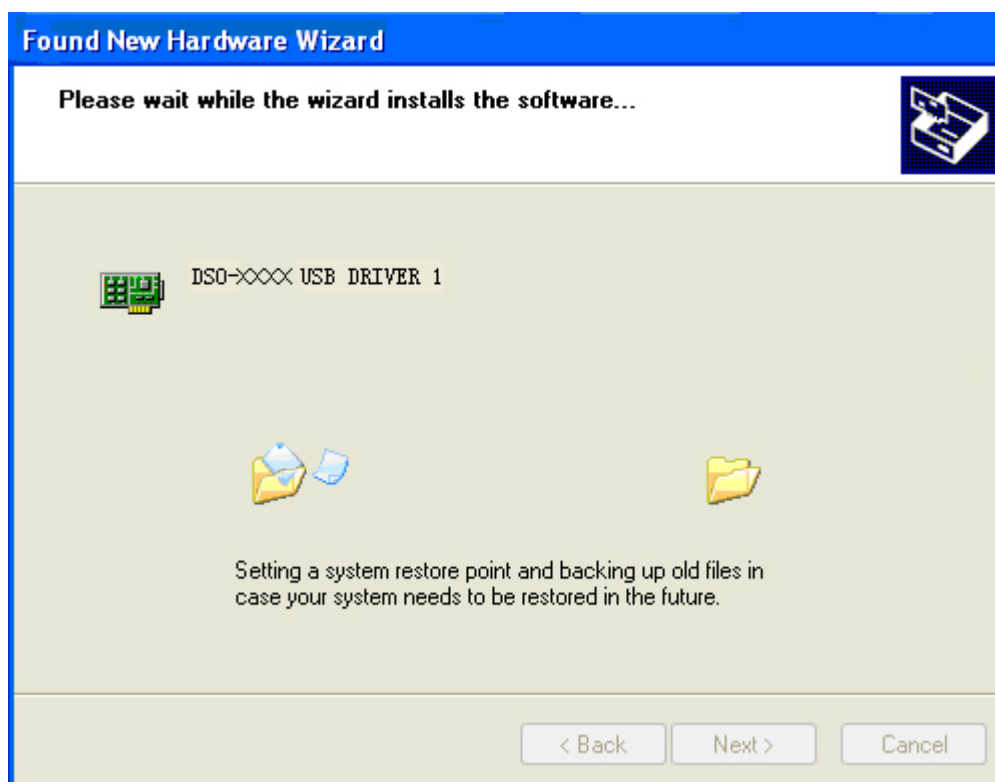 Found New Hardware Wizard
Please wait while the wizard installs the software...
DSO-XXXX USB DRIVER 1
Setting a system restore point and backing up old files in
case your system needs to be restored in the future.
< Back
Next >
Cancel